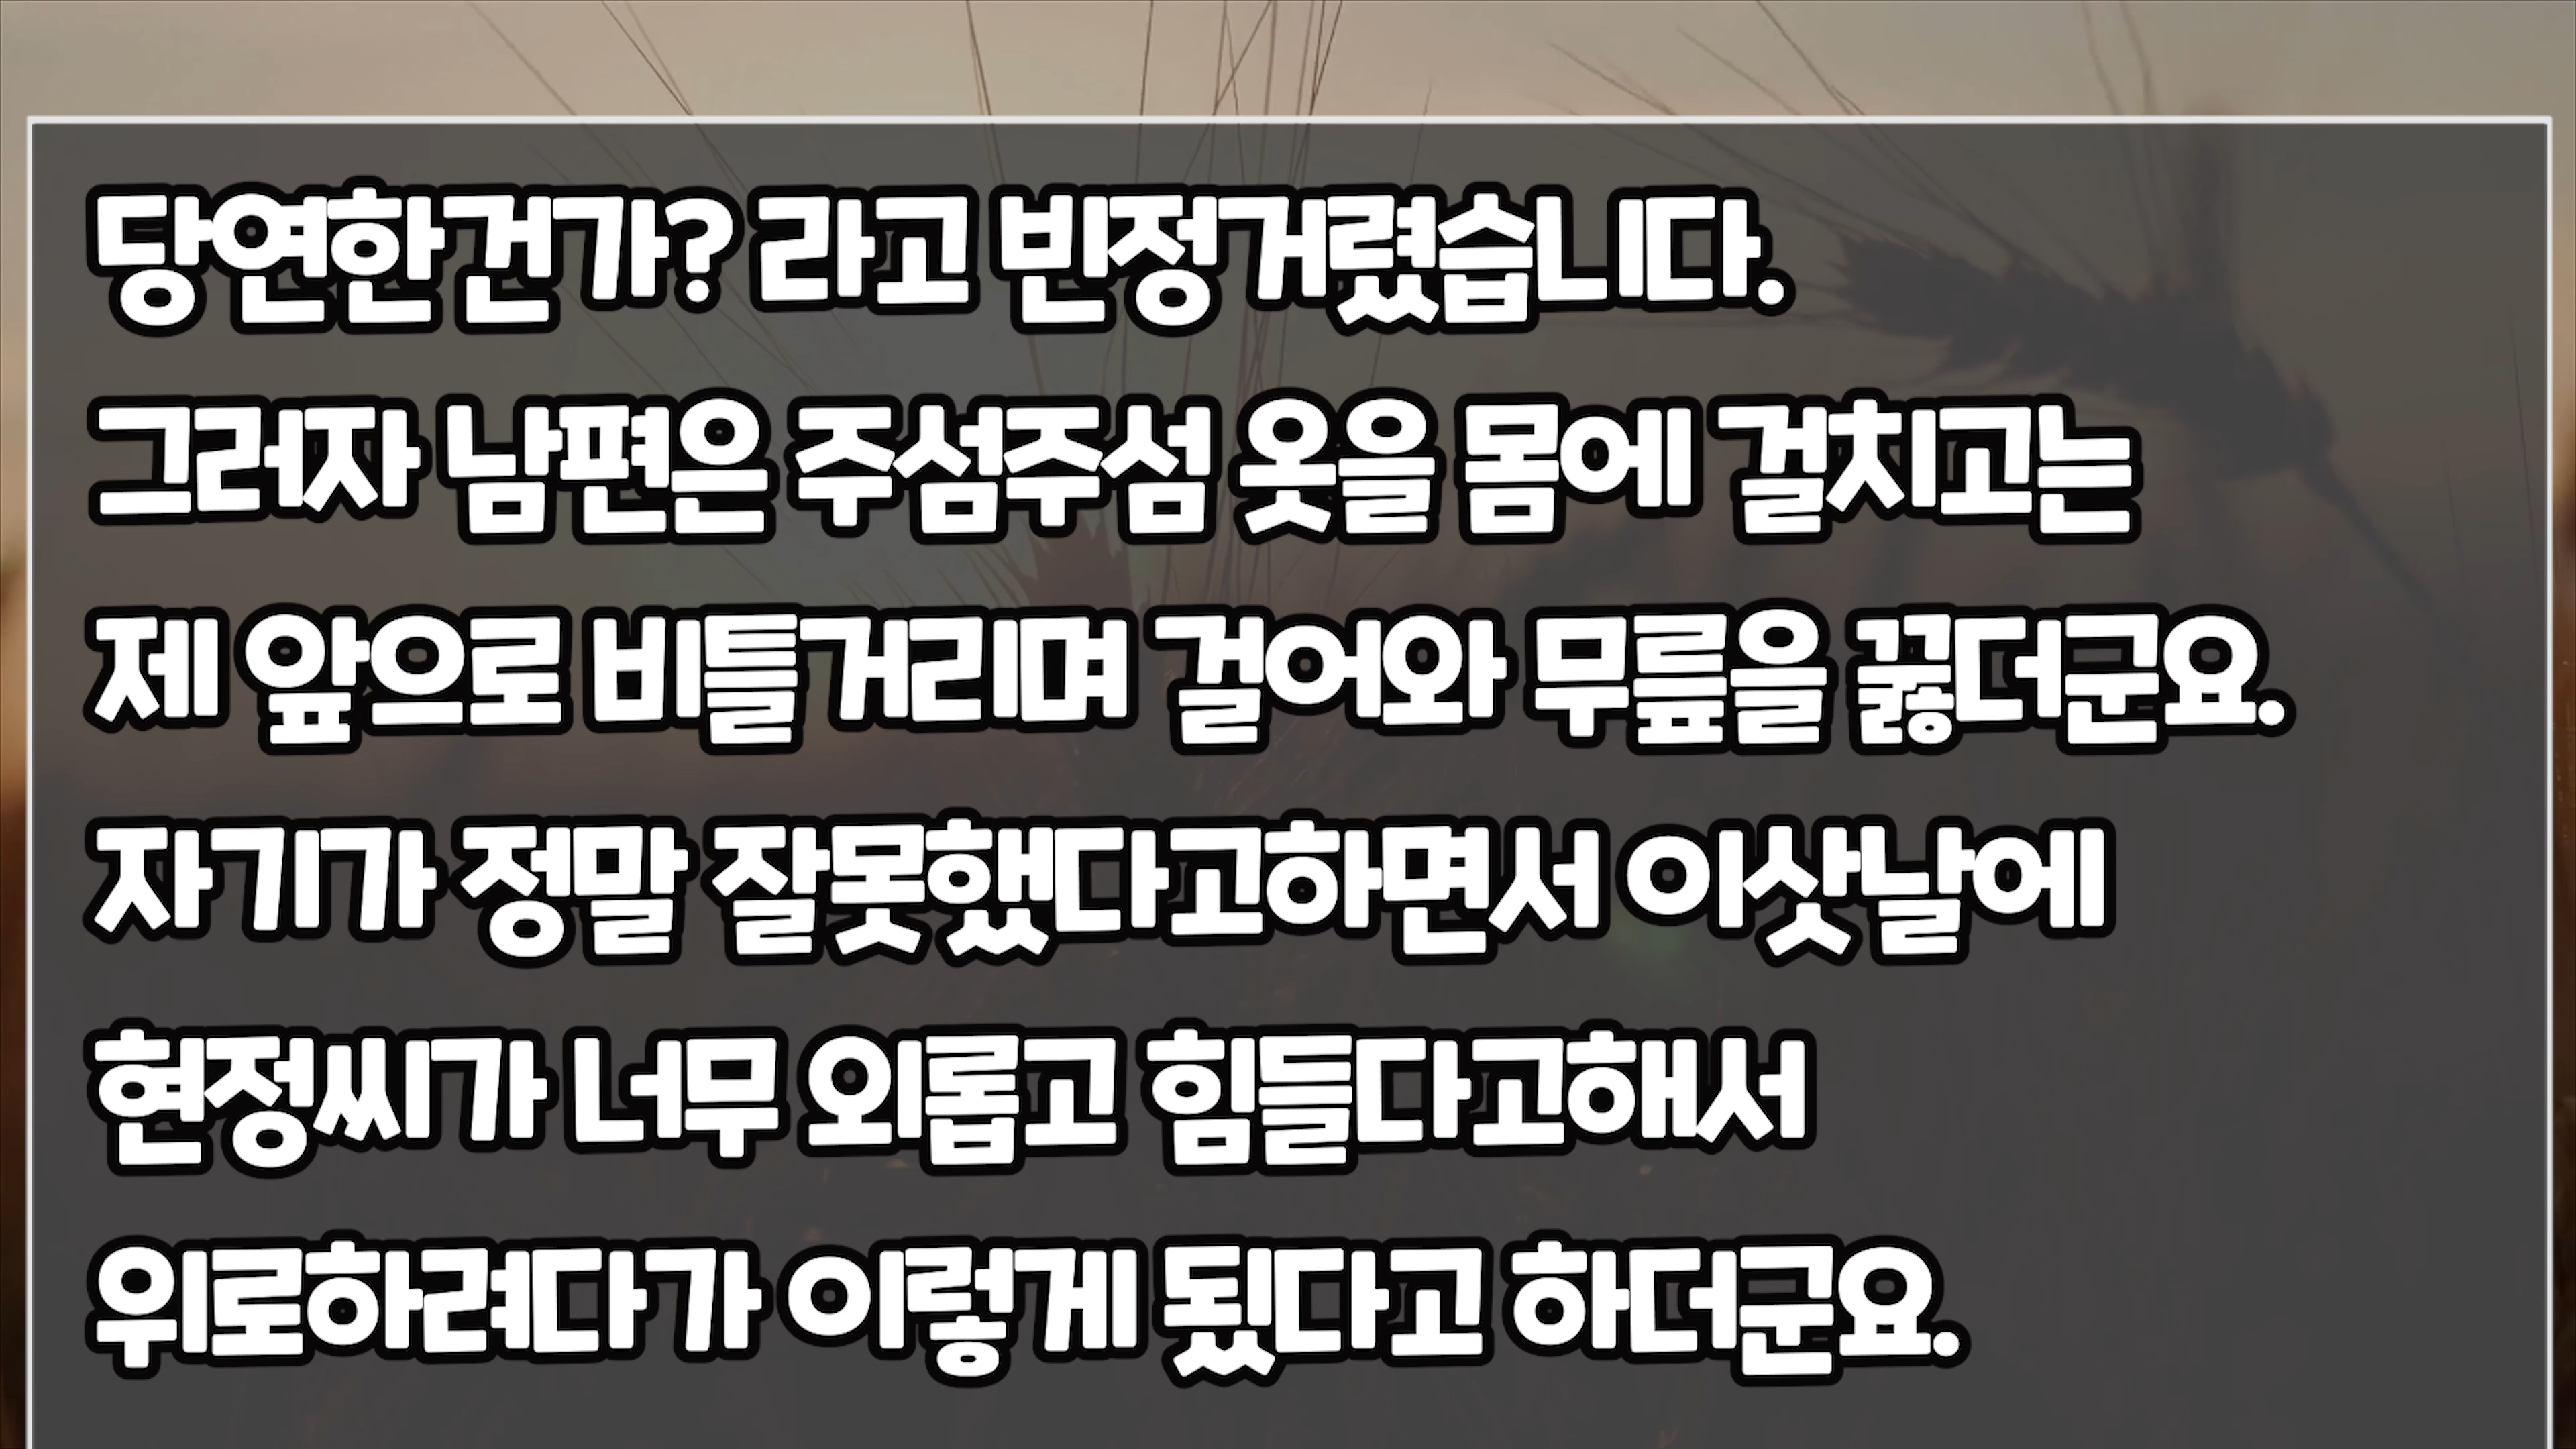 당연한건가? 라고 빈정거렸습니다.
그러자 남편은 주섬주섬 옷을 몸에 걸치고는
제 앞으로 비틀거리며 걸어와 무릎을 꿇더군요.
자기가 정말 잘못했다고하면서 이삿날에
현정씨가 너무 외롭고 힘들다고해서
위로하려다가 이렇게 됬다고 하더군요.